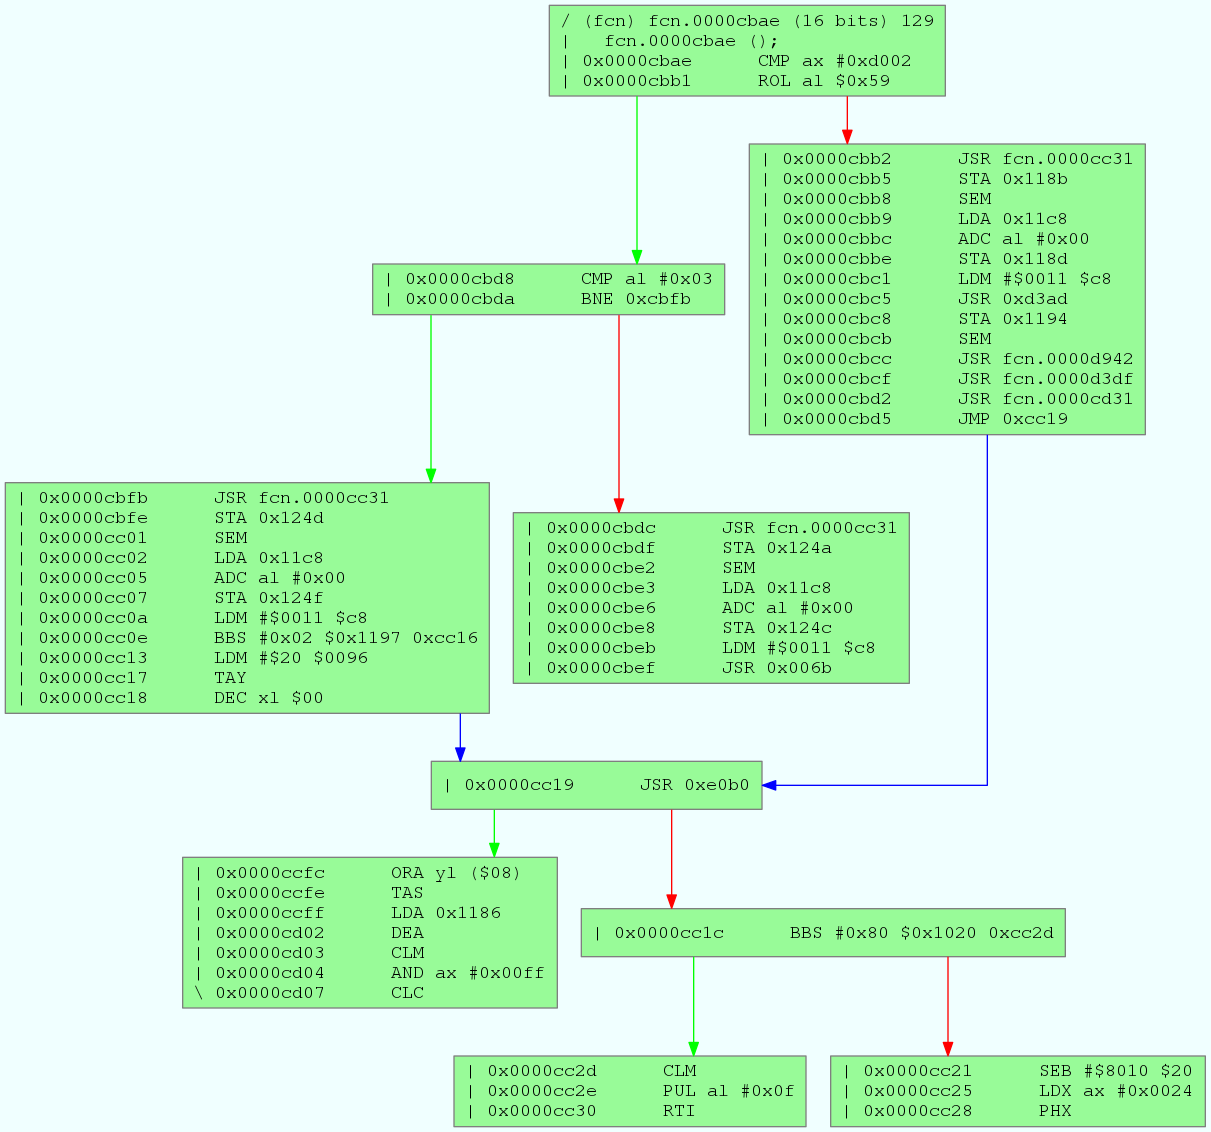 / (fcn) fcn.0000cbae (16 bits) 129
|   fcn.0000cbae ();
| 0x0000cbae      CMP ax #0xd002
| 0x0000cbb1      ROL al $0x59
| 0x0000cbb2      JSR fcn.0000cc31
| 0x0000cbb5      STA 0x118b
| 0x0000cbb8      SEM
| 0x0000cbb9      LDA 0x11c8
| 0x0000cbbc      ADC al #0x00
| 0x0000cbbe      STA 0x118d
| 0x0000cbc1      LDM #$0011 $c8
| 0x0000cbc5      JSR 0xd3ad
| 0x0000cbc8      STA 0x1194
| 0x0000cbcb      SEM
| 0x0000cbcc      JSR fcn.0000d942
| 0x0000cbcf      JSR fcn.0000d3df
| 0x0000cbd2      JSR fcn.0000cd31
| 0x0000cbd5      JMP 0xcc19
| 0x0000cbd8      CMP al #0x03
| 0x0000cbda      BNE 0xcbfb
| 0x0000cbfb      JSR fcn.0000cc31
| 0x0000cbfe      STA 0x124d
| 0x0000cc01      SEM
| 0x0000cc02      LDA 0x11c8
| 0x0000cc05      ADC al #0x00
| 0x0000cc07      STA 0x124f
| 0x0000cc0a      LDM #$0011 $c8
| 0x0000cc0e      BBS #0x02 $0x1197 0xcc16
| 0x0000cc13      LDM #$20 $0096
| 0x0000cc17      TAY
| 0x0000cc18      DEC xl $00
| 0x0000cbdc      JSR fcn.0000cc31
| 0x0000cbdf      STA 0x124a
| 0x0000cbe2      SEM
| 0x0000cbe3      LDA 0x11c8
| 0x0000cbe6      ADC al #0x00
| 0x0000cbe8      STA 0x124c
| 0x0000cbeb      LDM #$0011 $c8
| 0x0000cbef      JSR 0x006b
| 0x0000cc19      JSR 0xe0b0
| 0x0000ccfc      ORA yl ($08)
| 0x0000ccfe      TAS
| 0x0000ccff      LDA 0x1186
| 0x0000cd02      DEA
| 0x0000cd03      CLM
| 0x0000cd04      AND ax #0x00ff
\ 0x0000cd07      CLC
| 0x0000cc1c      BBS #0x80 $0x1020 0xcc2d
| 0x0000cc2d      CLM
| 0x0000cc2e      PUL al #0x0f
| 0x0000cc30      RTI
| 0x0000cc21      SEB #$8010 $20
| 0x0000cc25      LDX ax #0x0024
| 0x0000cc28      PHX